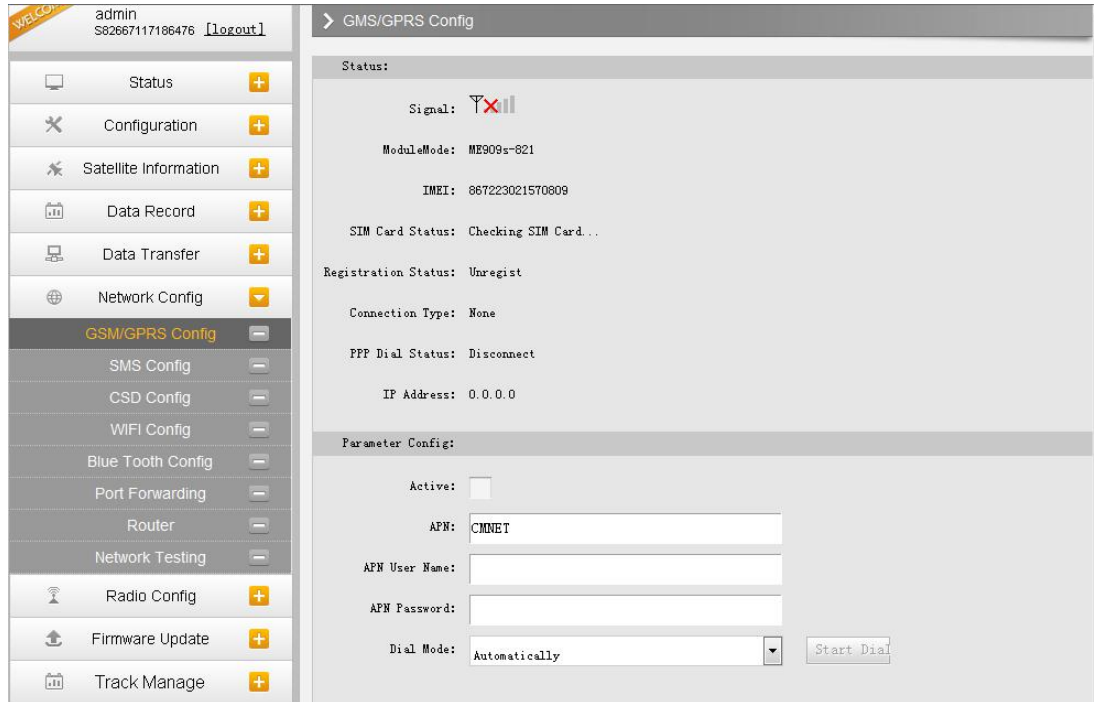 WELCOM
admin
S82667117186476 [logout]
Status
Configuration
Satellite Information
Data Record
Data Transfer
Network Config
GSM/GPRS Config
SMS Config
CSD Config
WIFI Config
Blue Tooth Config
Port Forwarding
Router
Network Testing
Radio Config
Firmware Update
Track Manage
GMS/GPRS Config
Status:
Signal:
ModuleMode: ME909s-821
IMEI: 867223021570809
SIM Card Status: Checking SIM Card...
Registration Status: Unregist
Connection Type: None
PPP Dial Status: Disconnect
IP Address: 0.0.0.0
Parameter Config:
Active:
APN: CMNET
APN User Name:
APN Password:
Dial Mode: Automatically Start Dial